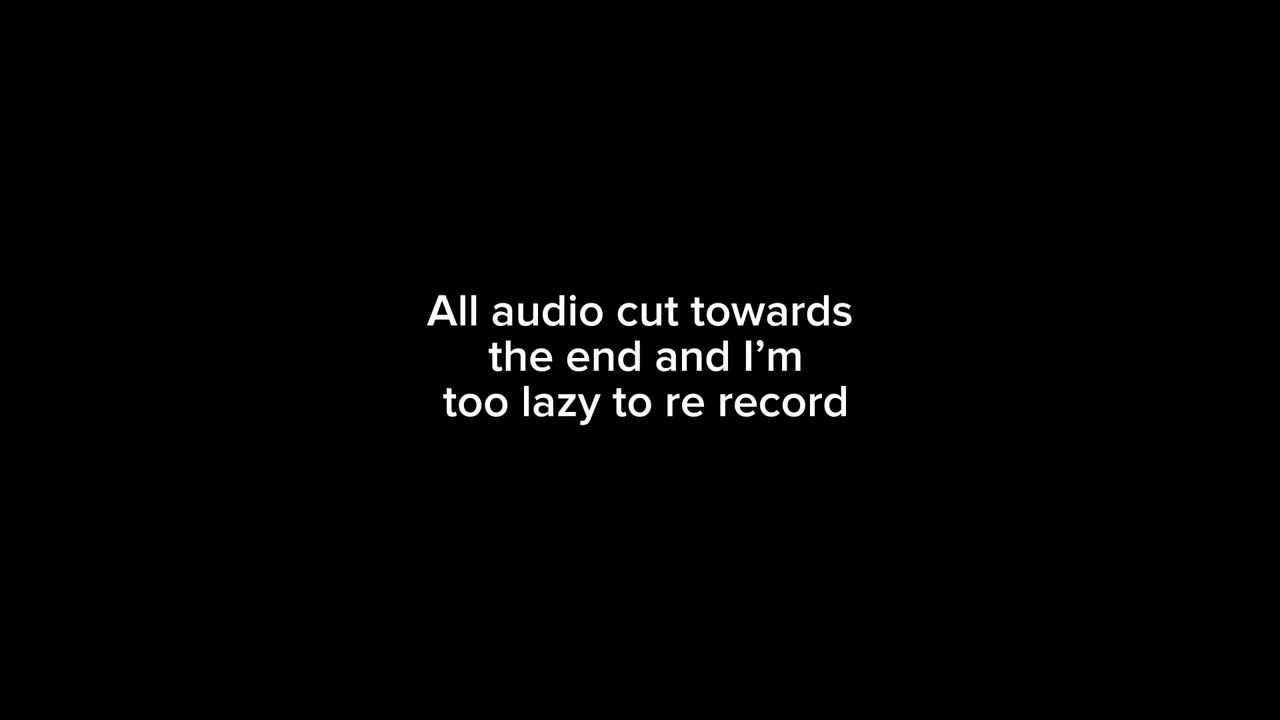 All audio cut towards
the end and I’m
too lazy to re record